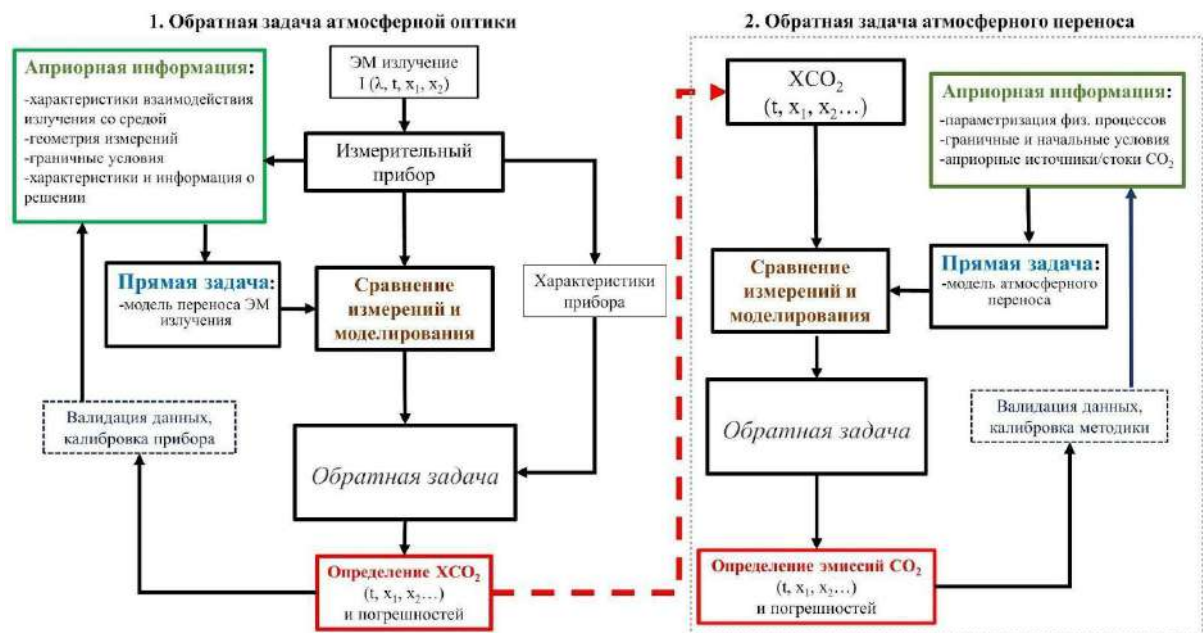 1. Обратная задача атмосферной оптики
Априорная информация:
-характеристики взаимодействия
излучения со средой
-геометрия измерений
-граничные условия
-характеристики и информация о
решении
ЭМ излучение
I (λ, t, x₁, x₂)
Измерительный
прибор
Прямая задача:
-модель переноса ЭМ
излучения
Сравнение
измерений и
моделирования
Характеристики
прибора
Валидация данных,
калибровка прибора
Обратная задача
Определение XCO₂
(t, x₁, x₂…)
и погрешностей
2. Обратная задача атмосферного переноса
XCO₂
(t, x₁, x₂…)
Априорная информация:
-параметризация физ. процессов
-граничные и начальные условия
-априорные источники/стоки CO₂
Сравнение
измерений и
моделирования
Прямая задача:
-модель атмосферного
переноса
Обратная задача
Валидация данных,
калибровка методики
Определение эмиссий CO₂
(t, x₁, x₂…)
и погрешностей